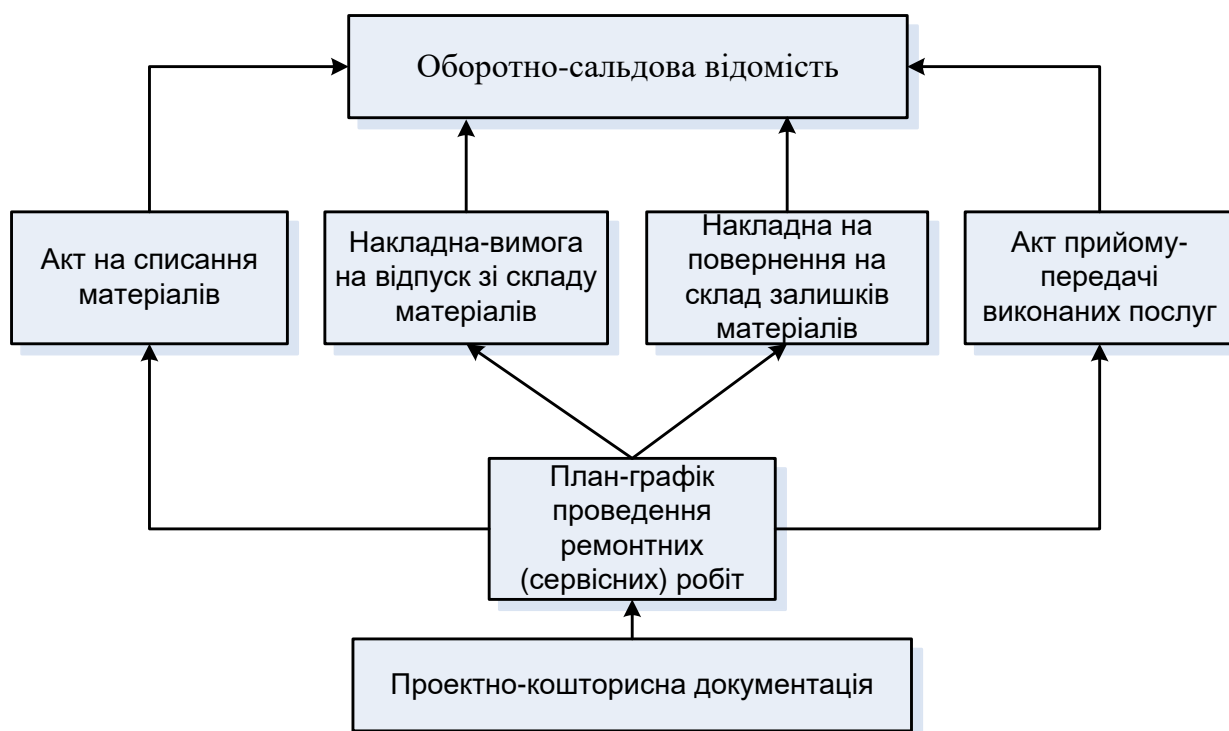 Оборотно-сальдова відомість
Акт на списання
матеріалів
Накладна-вимога
на відпуск зі складу
матеріалів
Накладна на
повернення на
склад залишків
матеріалів
Акт прийому-
передачі
виконаних послуг
План-графік
проведення
ремонтних
(сервісних) робіт
Проектно-кошторисна документація